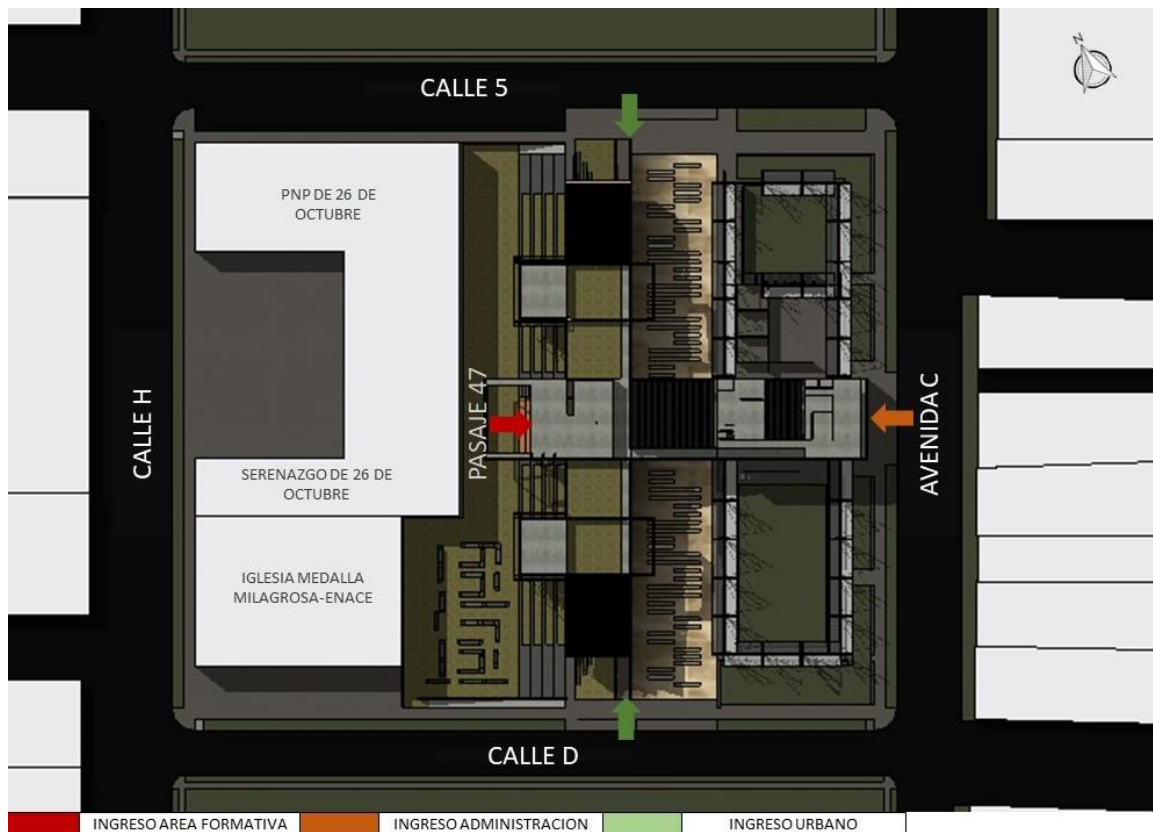 N
CALLE 5
PNP DE 26 DE
OCTUBRE
CALLE H
PASAJE 47
AVENIDA C
SERENAZGO DE 26 DE
OCTUBRE
IGLESIA MEDALLA
MILAGROSA-ENACE
CALLE D
INGRESO AREA FORMATIVA
INGRESO ADMINISTRACION
INGRESO URBANO